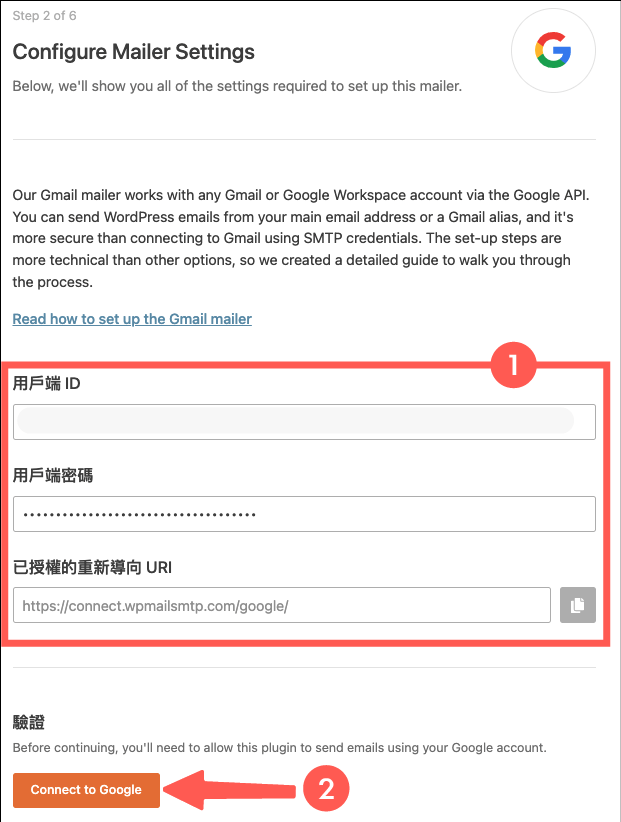 Step 2 of 6
Configure Mailer Settings
Below, we'll show you all of the settings required to set up this mailer.
Our Gmail mailer works with any Gmail or Google Workspace account via the Google API.
You can send WordPress emails from your main email address or a Gmail alias, and it's
more secure than connecting to Gmail using SMTP credentials. The set-up steps are
more technical than other options, so we created a detailed guide to walk you through
the process.
Read how to set up the Gmail mailer
1
用戶端 ID
用戶端密碼
••••••••••••••••••••••••••••••••••••
已授權的重新導向 URI
https://connect.wpmailsmtp.com/google/
驗證
Before continuing, you'll need to allow this plugin to send emails using your Google account.
Connect to Google
2